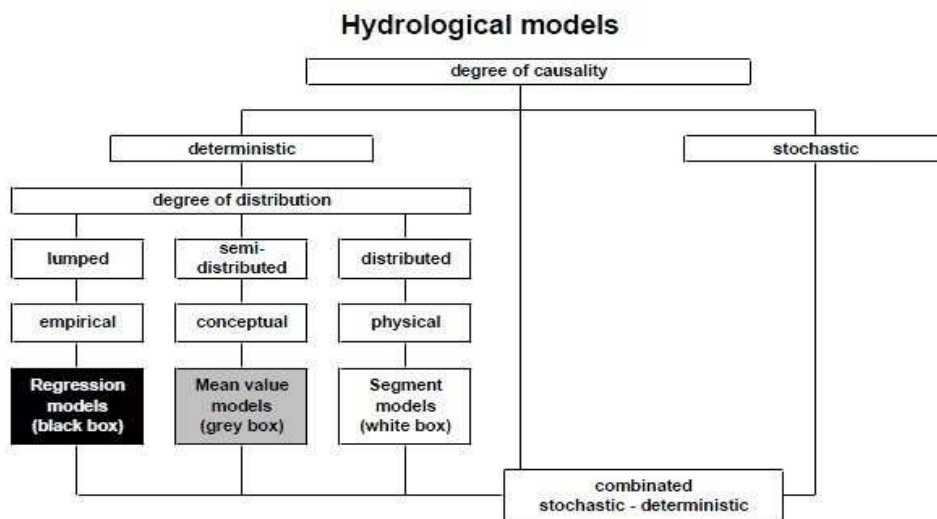 Hydrological models
degree of causality
deterministic
stochastic
degree of distribution
lumped
semi-
distributed
distributed
empirical
conceptual
physical
Regression
models
(black box)
Mean value
models
(grey box)
Segment
models
(white box)
combined
stochastic - deterministic